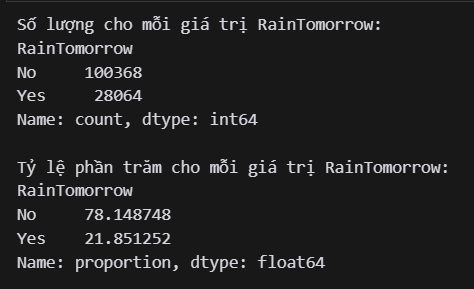 Số lượng cho mỗi giá trị RainTomorrow:
RainTomorrow
No     100368
Yes     28064
Name: count, dtype: int64

Tỷ lệ phần trăm cho mỗi giá trị RainTomorrow:
RainTomorrow
No     78.148748
Yes    21.851252
Name: proportion, dtype: float64